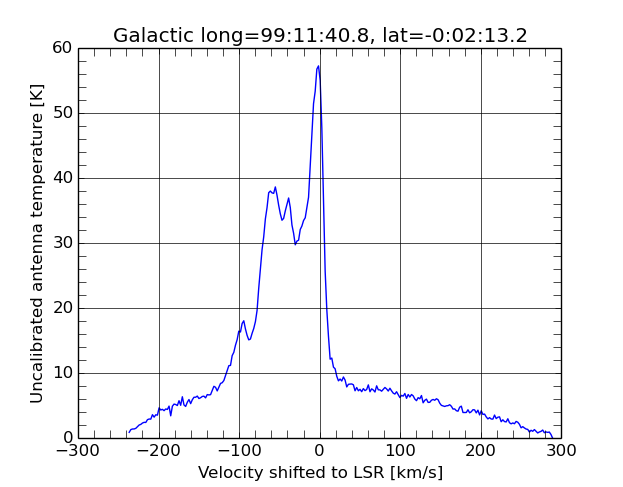 Galactic long=99:11:40.8, lat=-0:02:13.2
60
50
40
30
20
10
0
Uncalibrated antenna temperature [K]
−300 −200 −100 0 100 200 300
Velocity shifted to LSR [km/s]